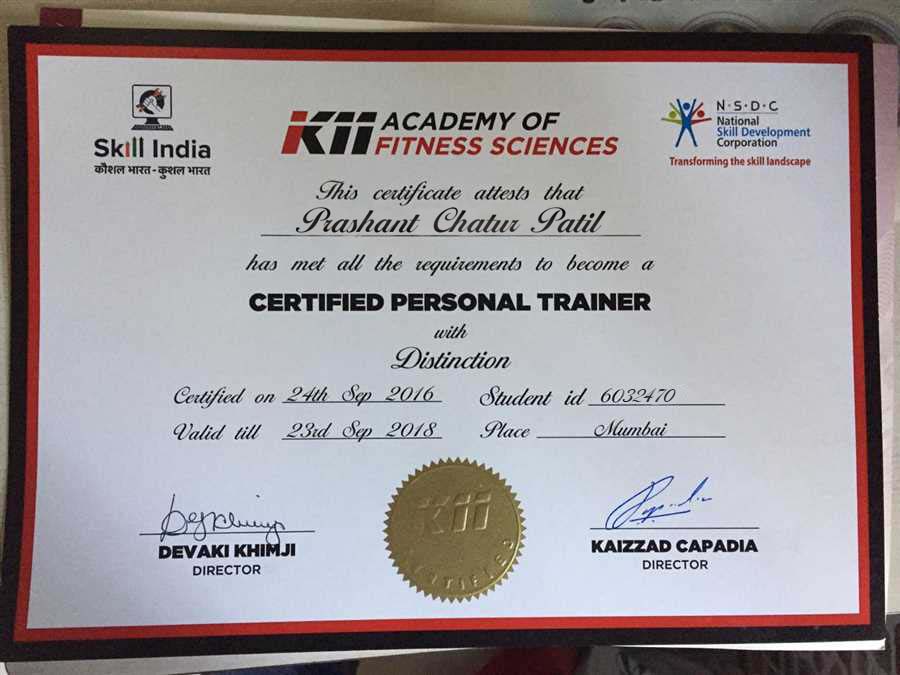 Skill India
कौशल भारत - कुशल भारत
K11 ACADEMY OF
FITNESS SCIENCES
N·S·D·C
National
Skill Development
Corporation
Transforming the skill landscape
This certificate attests that
Prashant Chatur Patil
has met all the requirements to become a
CERTIFIED PERSONAL TRAINER
with
Distinction
Certified on 24th Sep 2016 Student id 6032470
Valid till 23rd Sep 2018 Place Mumbai
K11
CERTIFIED
DEVAKI KHIMJI
DIRECTOR
KAIZZAD CAPADIA
DIRECTOR